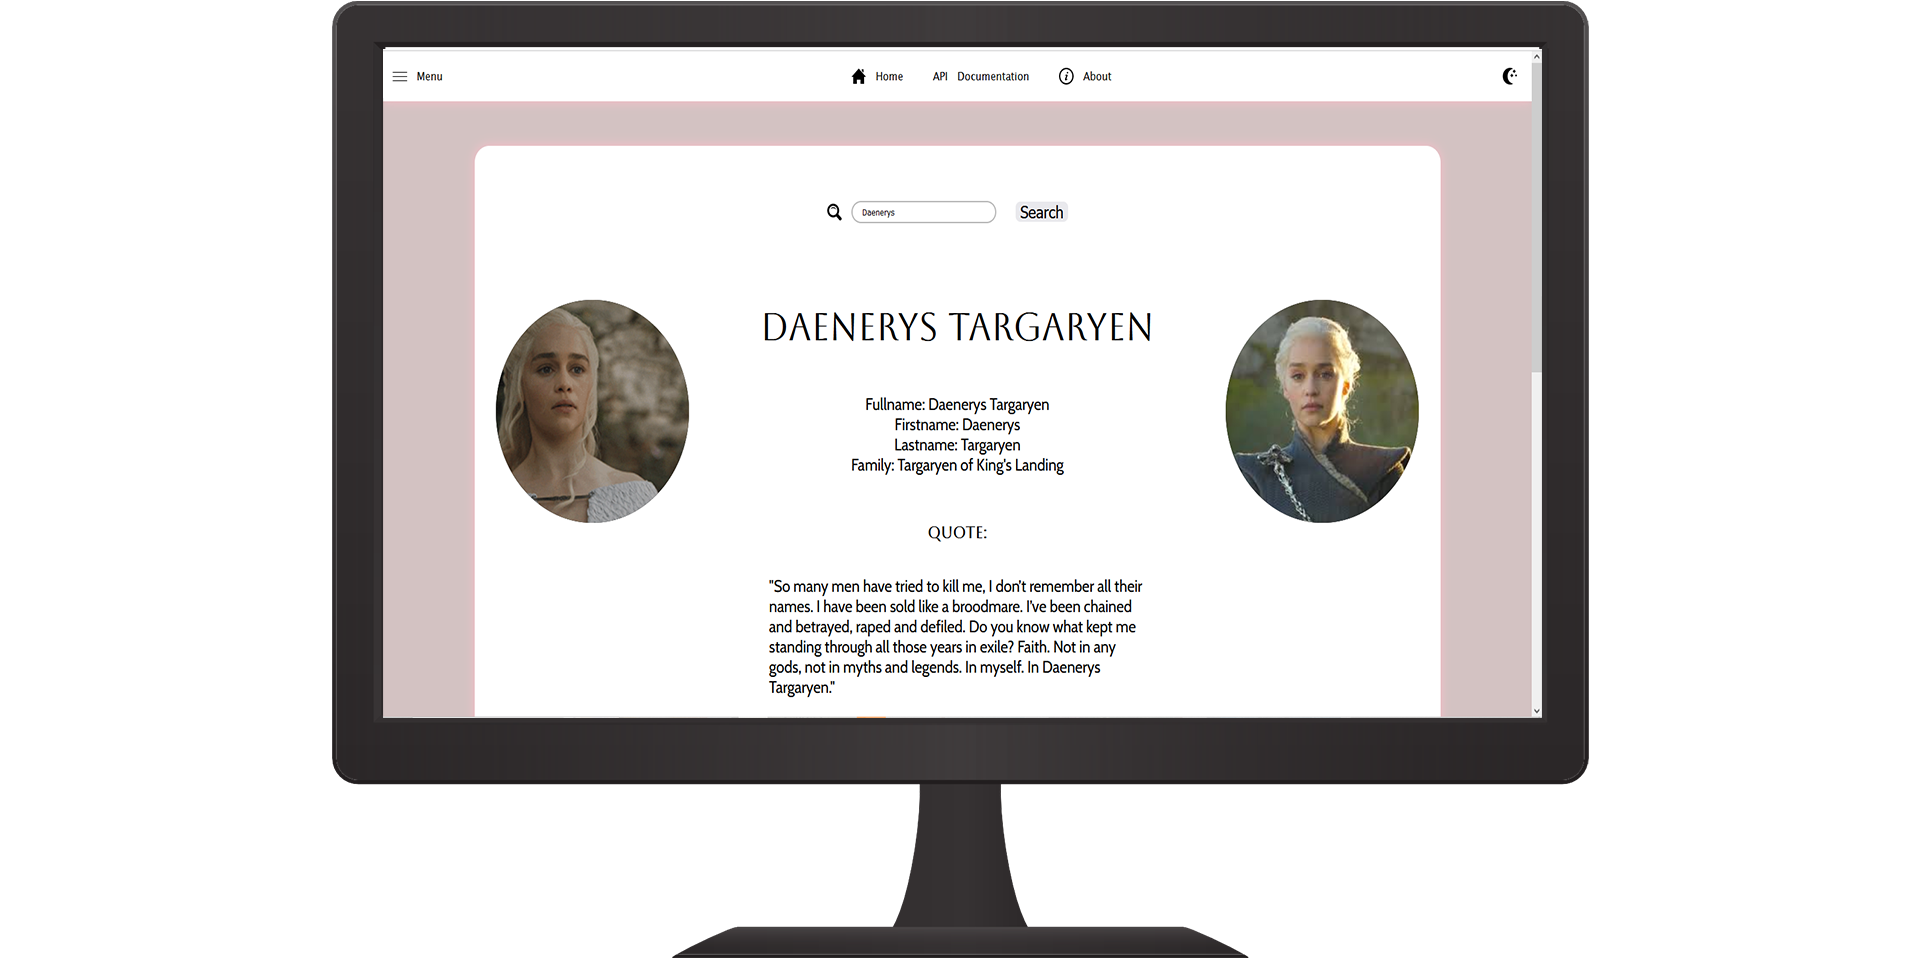 Menu Home API Documentation About
Daenerys Search
DAENERYS TARGARYEN
Fullname: Daenerys Targaryen
Firstname: Daenerys
Lastname: Targaryen
Family: Targaryen of King's Landing
QUOTE:
"So many men have tried to kill me, I don't remember all their
names. I have been sold like a broodmare. I've been chained
and betrayed, raped and defiled. Do you know what kept me
standing through all those years in exile? Faith. Not in any
gods, not in myths and legends. In myself. In Daenerys
Targaryen."